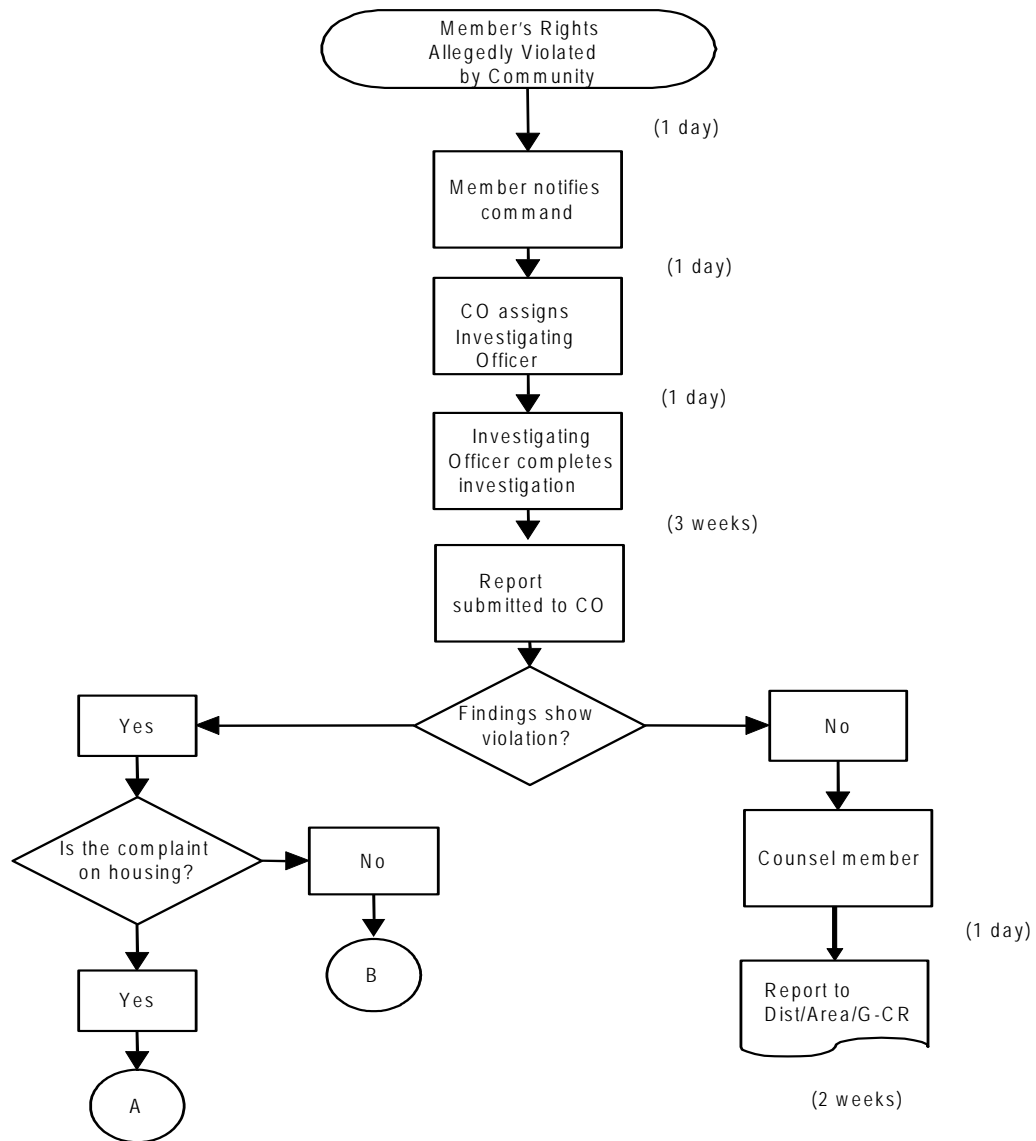 Member's Rights
Allegedly Violated
by Community
(1 day)
Member notifies
command
(1 day)
CO assigns
Investigating
Officer
(1 day)
Investigating
Officer completes
investigation
(3 weeks)
Report
submitted to CO
Findings show
violation?
Yes
No
Is the complaint
on housing?
No
Counsel member
(1 day)
B
Yes
Report to
Dist/Area/G-CR
A
(2 weeks)